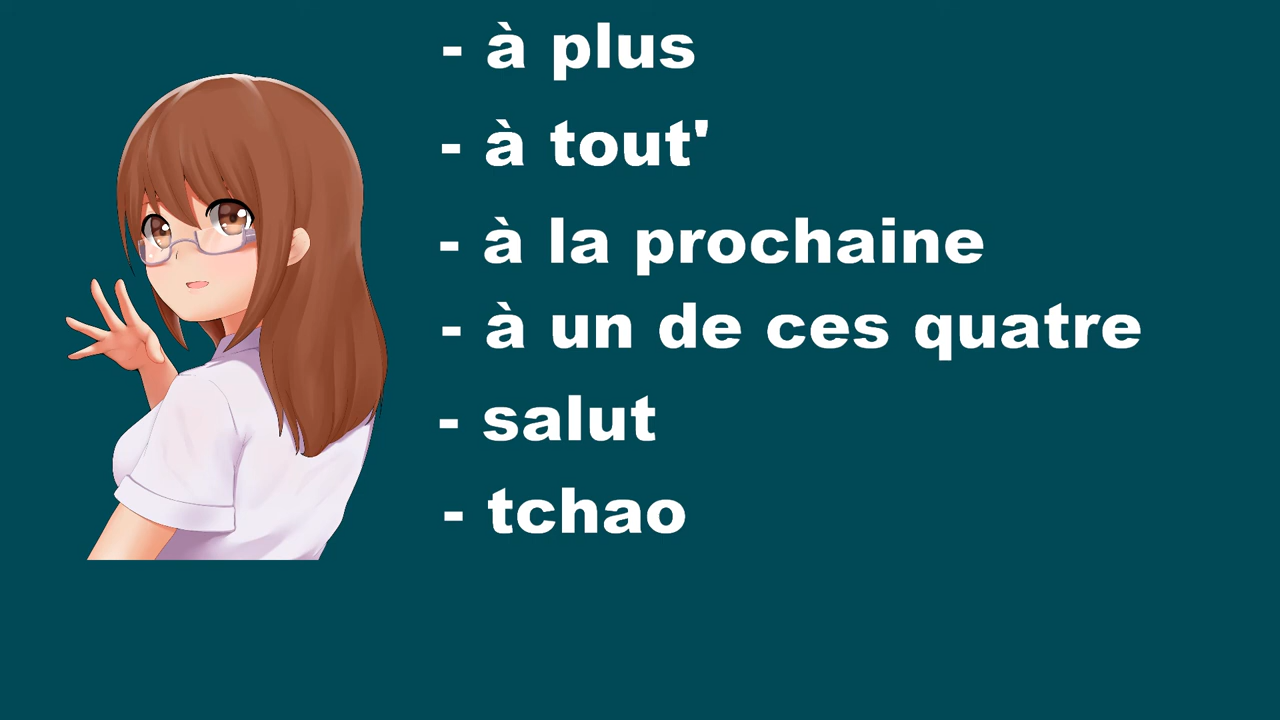 - à plus
- à tout'
- à la prochaine
- à un de ces quatre
- salut
- tchao